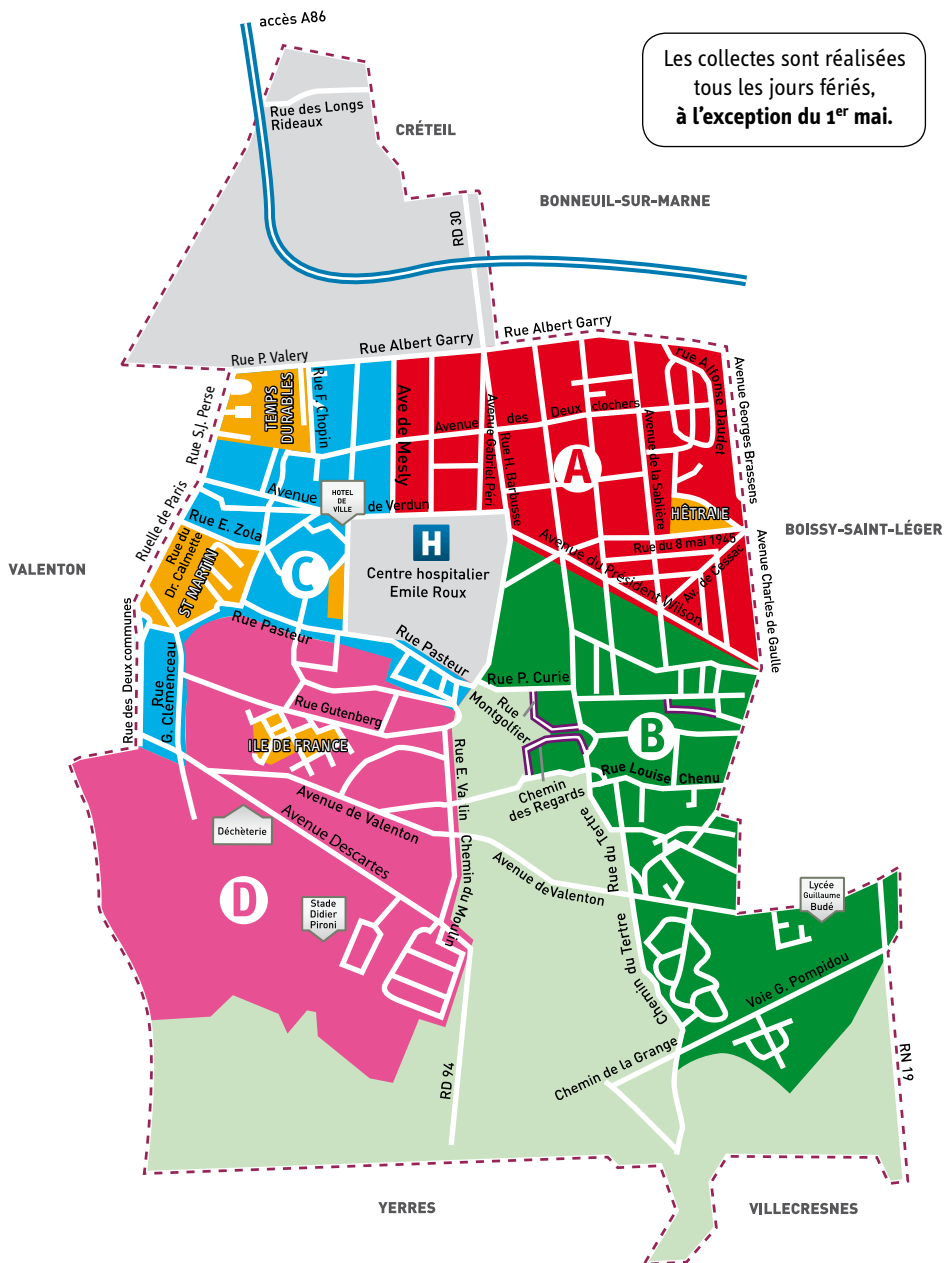 accès A86
Les collectes sont réalisées
tous les jours fériés,
à l'exception du 1er mai.
Rue des Longs
Rideaux
CRÉTEIL
BONNEUIL-SUR-MARNE
RD 30
Rue Albert Garry
Rue Albert Garry
Rue P. Valery
rue Alfonse Daudet
Avenue Georges Brassens
Rue S.J. Perse
TEMPS
DURABLES
Rue F. Chopin
Ave de Mesly
Avenue des Deux clochers
Avenue Gabriel Péri
Rue H. Barbusse
A
Avenue de la Sablière
HÊTRAIE
Avenue de Verdun
HOTEL
DE
VILLE
Ruelle de Paris
Rue E. Zola
Rue du
Dr. Calmette
ST MARTIN
C
H
Centre hospitalier
Emile Roux
Rue du 8 mai 1945
Avenue du Président Wilson
Av. de Cessac
BOISSY-SAINT-LÉGER
Avenue Charles de Gaulle
VALENTON
Rue des Deux communes
Rue Pasteur
Rue Pasteur
Rue
G. Clémenceau
Rue P. Curie
Rue
Montgolfier
Rue Gutenberg
ILE DE FRANCE
B
Rue Louise Chenu
Rue E. Varlin
Chemin
des Regards
Avenue de Valenton
Déchèterie
Avenue Descartes
Rue du Tertre
Avenue deValenton
D
Stade
Didier
Pironi
Chemin du Moulin
Lycée
Guillaume
Budé
Chemin du Tertre
Voie G. Pompidou
Chemin de la Grange
RN 19
RD 94
YERRES
VILLECRESNES